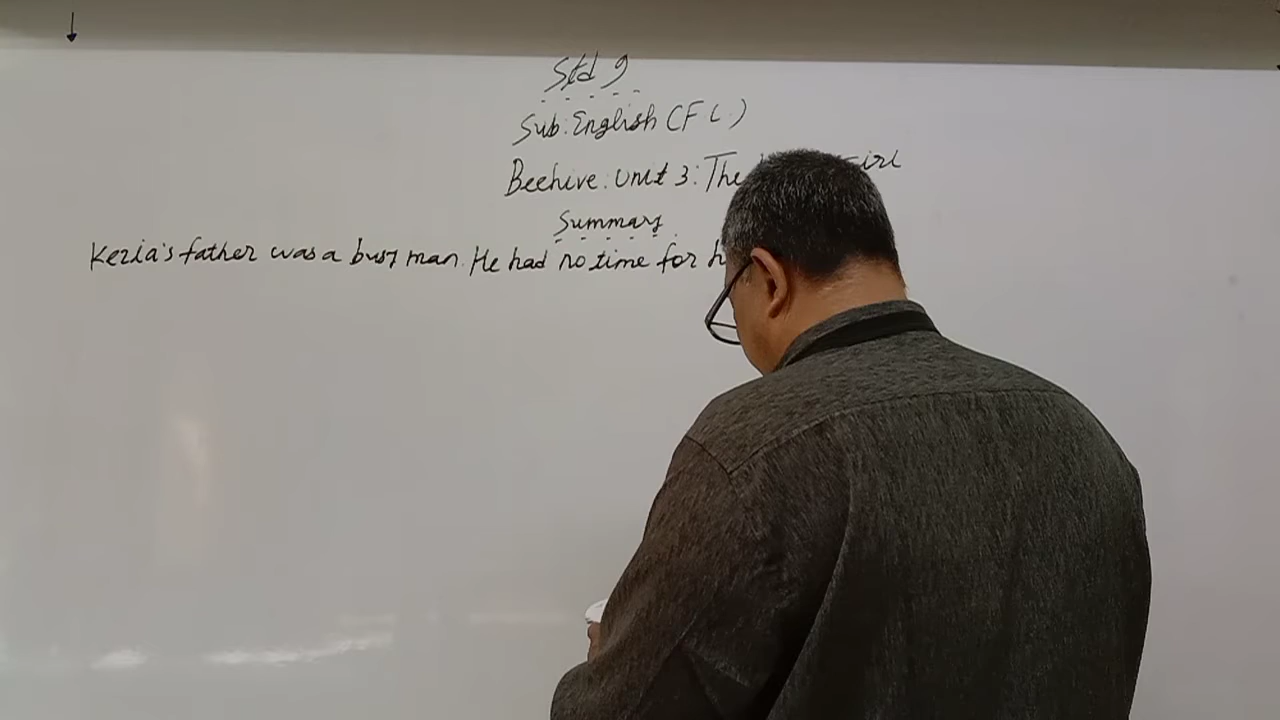 Std 9
Sub: English (F L.)
Beehive: Unit 3: The
Summary
Kezia's father was a busy man. He had no time for